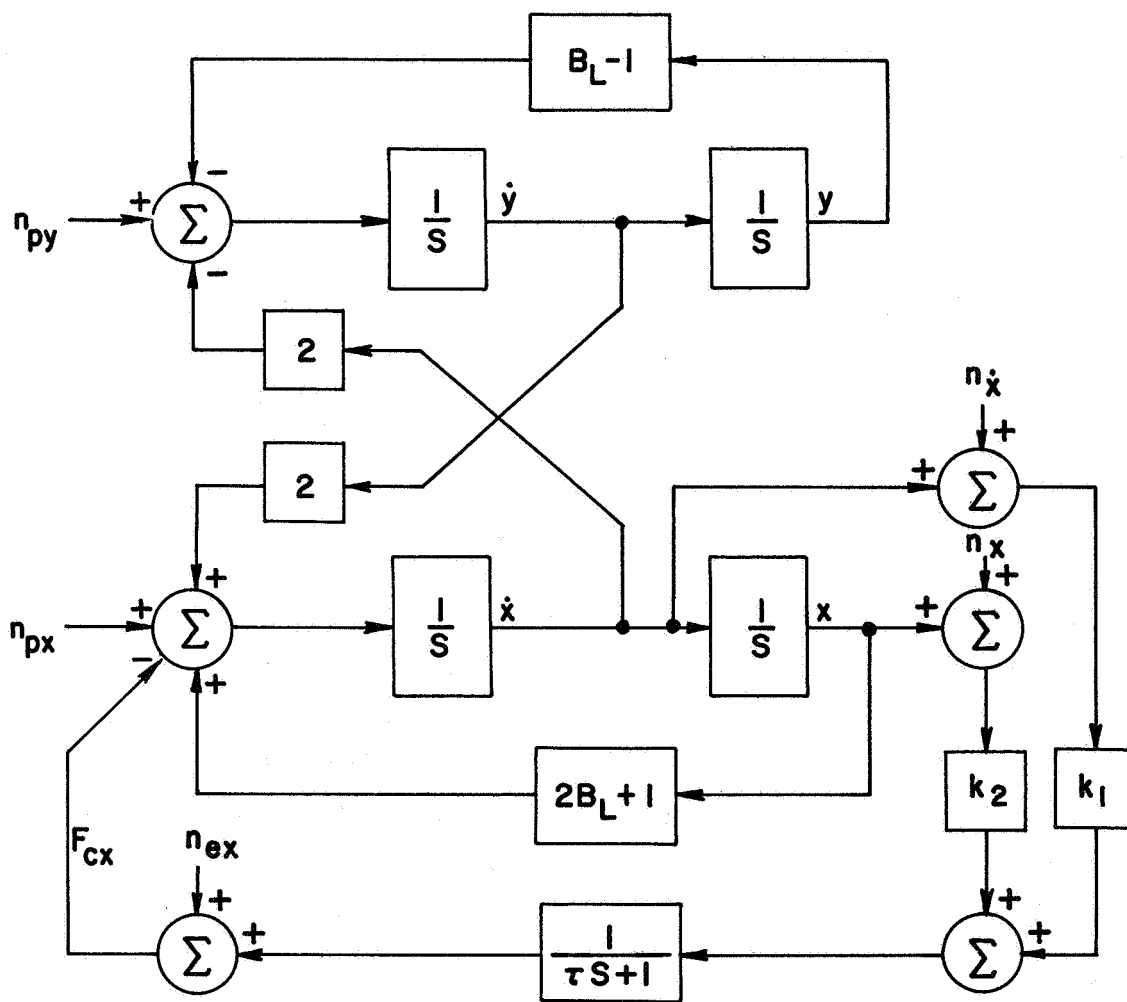 B_L - 1
-
+
n_py
Σ
1/S
ẏ
1/S
y
-
2
n_ẋ
+
2
+
Σ
n_x
+
+
n_px
+
Σ
1/S
ẋ
1/S
x
+
Σ
-
+
2B_L + 1
k_2
k_1
F_cx
n_ex
+
+
Σ
+
1/(τS + 1)
+
Σ
+